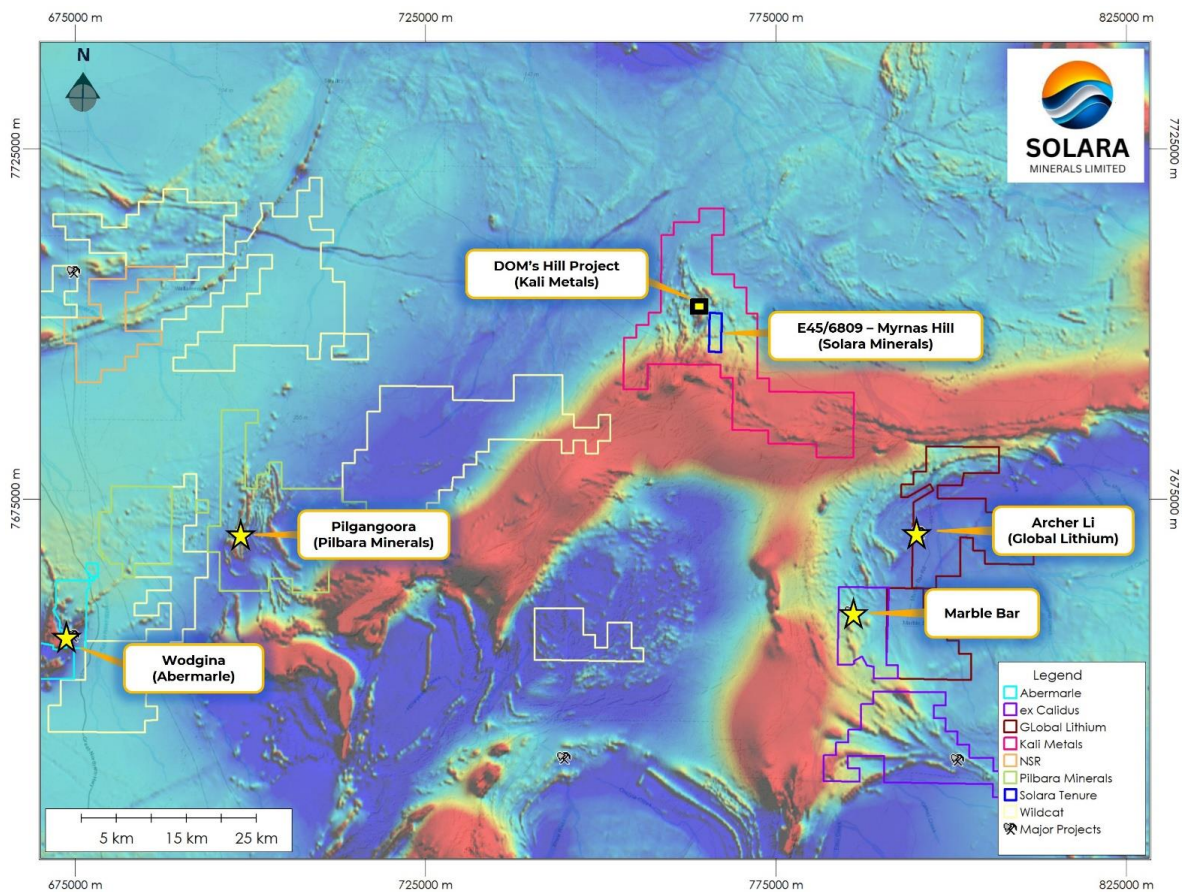 675000 m
725000 m
775000 m
825000 m
N
SOLARA
MINERALS LIMITED
7725000 m
7725000 m
DOM's Hill Project
(Kali Metals)
E45/6809 – Myrnas Hill
(Solara Minerals)
7675000 m
7675000 m
Pilgangoora
(Pilbara Minerals)
Archer Li
(Global Lithium)
Marble Bar
Wodgina
(Abermarle)
Legend
Abermarle
ex Calidus
GLobal Lithium
Kali Metals
NSR
Pilbara Minerals
Solara Tenure
Wildcat
Major Projects
5 km
15 km
25 km
675000 m
725000 m
775000 m
825000 m